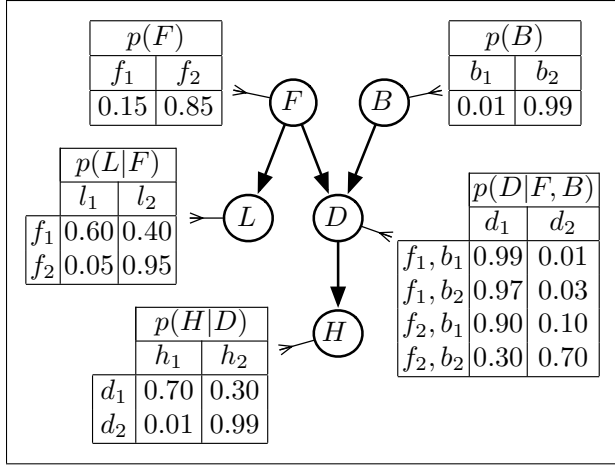 p(F)
f₁ f₂
0.15 0.85
F
B
p(B)
b₁ b₂
0.01 0.99
p(L|F)
l₁ l₂
f₁ 0.60 0.40
f₂ 0.05 0.95
L
D
p(D|F, B)
d₁ d₂
f₁, b₁ 0.99 0.01
f₁, b₂ 0.97 0.03
f₂, b₁ 0.90 0.10
f₂, b₂ 0.30 0.70
p(H|D)
h₁ h₂
d₁ 0.70 0.30
d₂ 0.01 0.99
H